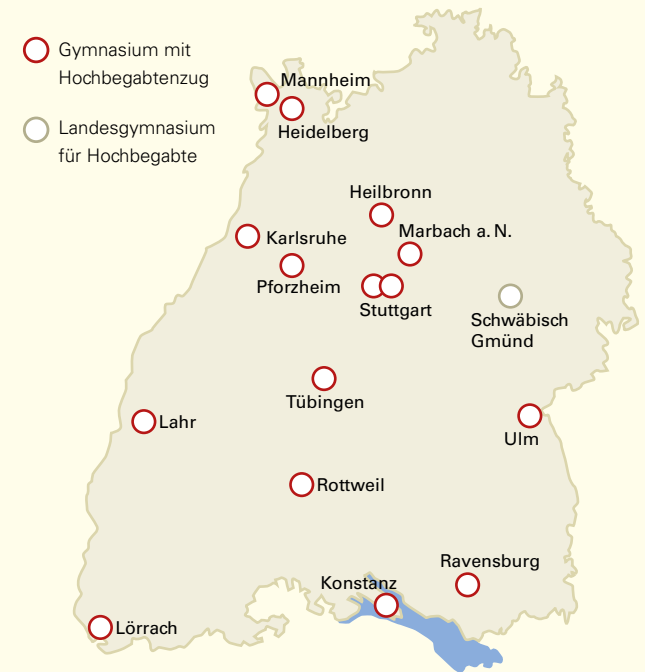 Gymnasium mit
Hochbegabtenzug
Landesgymnasium
für Hochbegabte
Mannheim
Heidelberg
Heilbronn
Marbach a. N.
Karlsruhe
Pforzheim
Stuttgart
Schwäbisch
Gmünd
Tübingen
Lahr
Ulm
Rottweil
Ravensburg
Konstanz
Lörrach